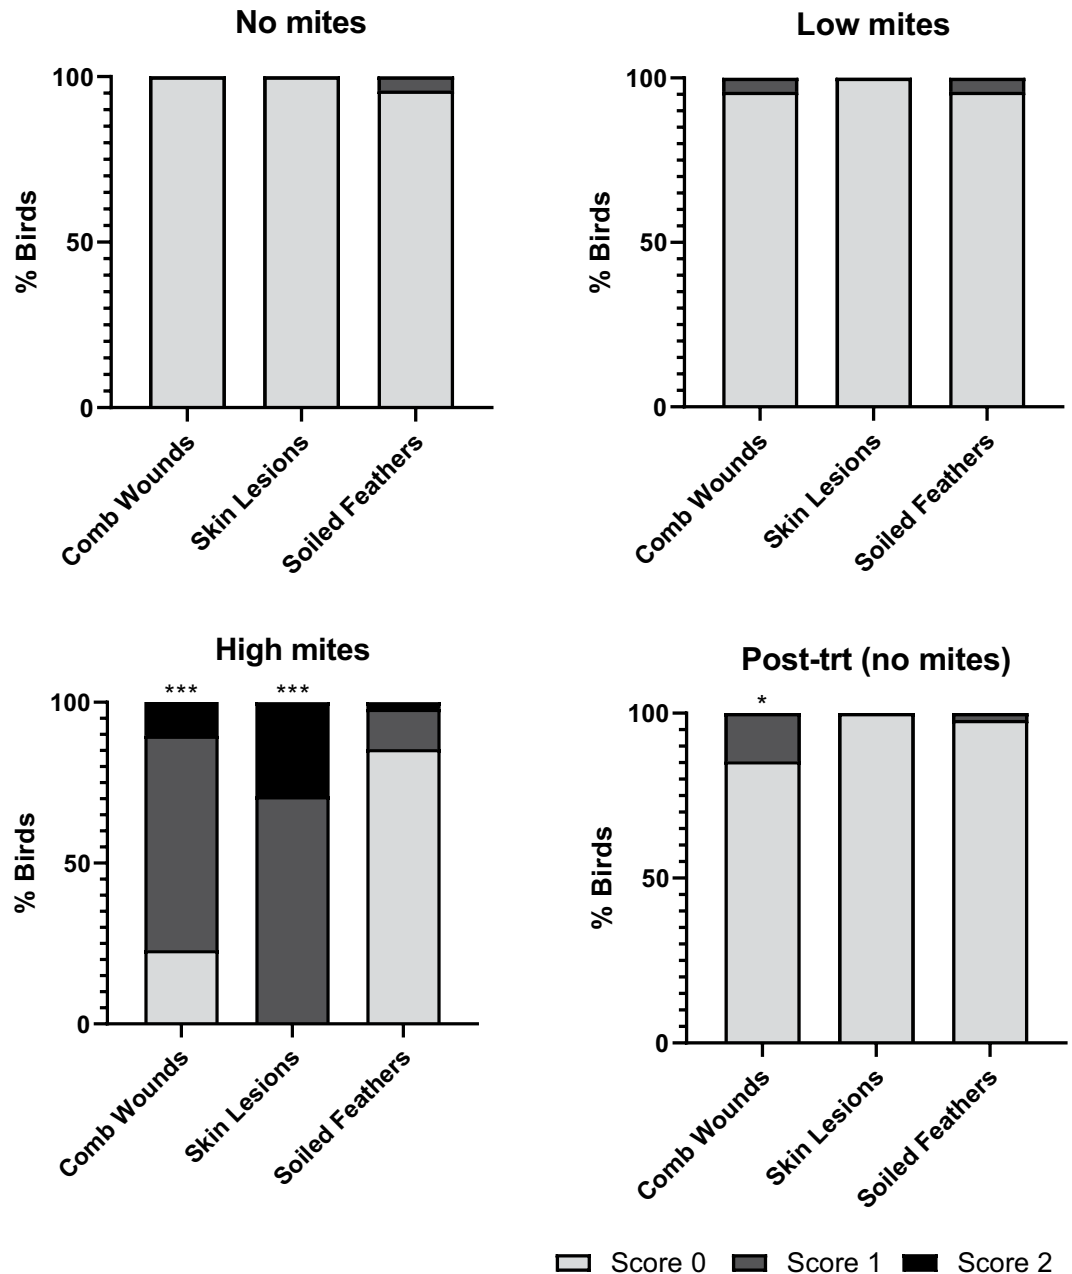 No mites
% Birds
100
50
0
Comb Wounds
Skin Lesions
Soiled Feathers
Low mites
% Birds
100
50
0
Comb Wounds
Skin Lesions
Soiled Feathers
High mites
% Birds
100
50
0
***
***
Comb Wounds
Skin Lesions
Soiled Feathers
Post-trt (no mites)
% Birds
100
50
0
*
Comb Wounds
Skin Lesions
Soiled Feathers
Score 0 Score 1 Score 2